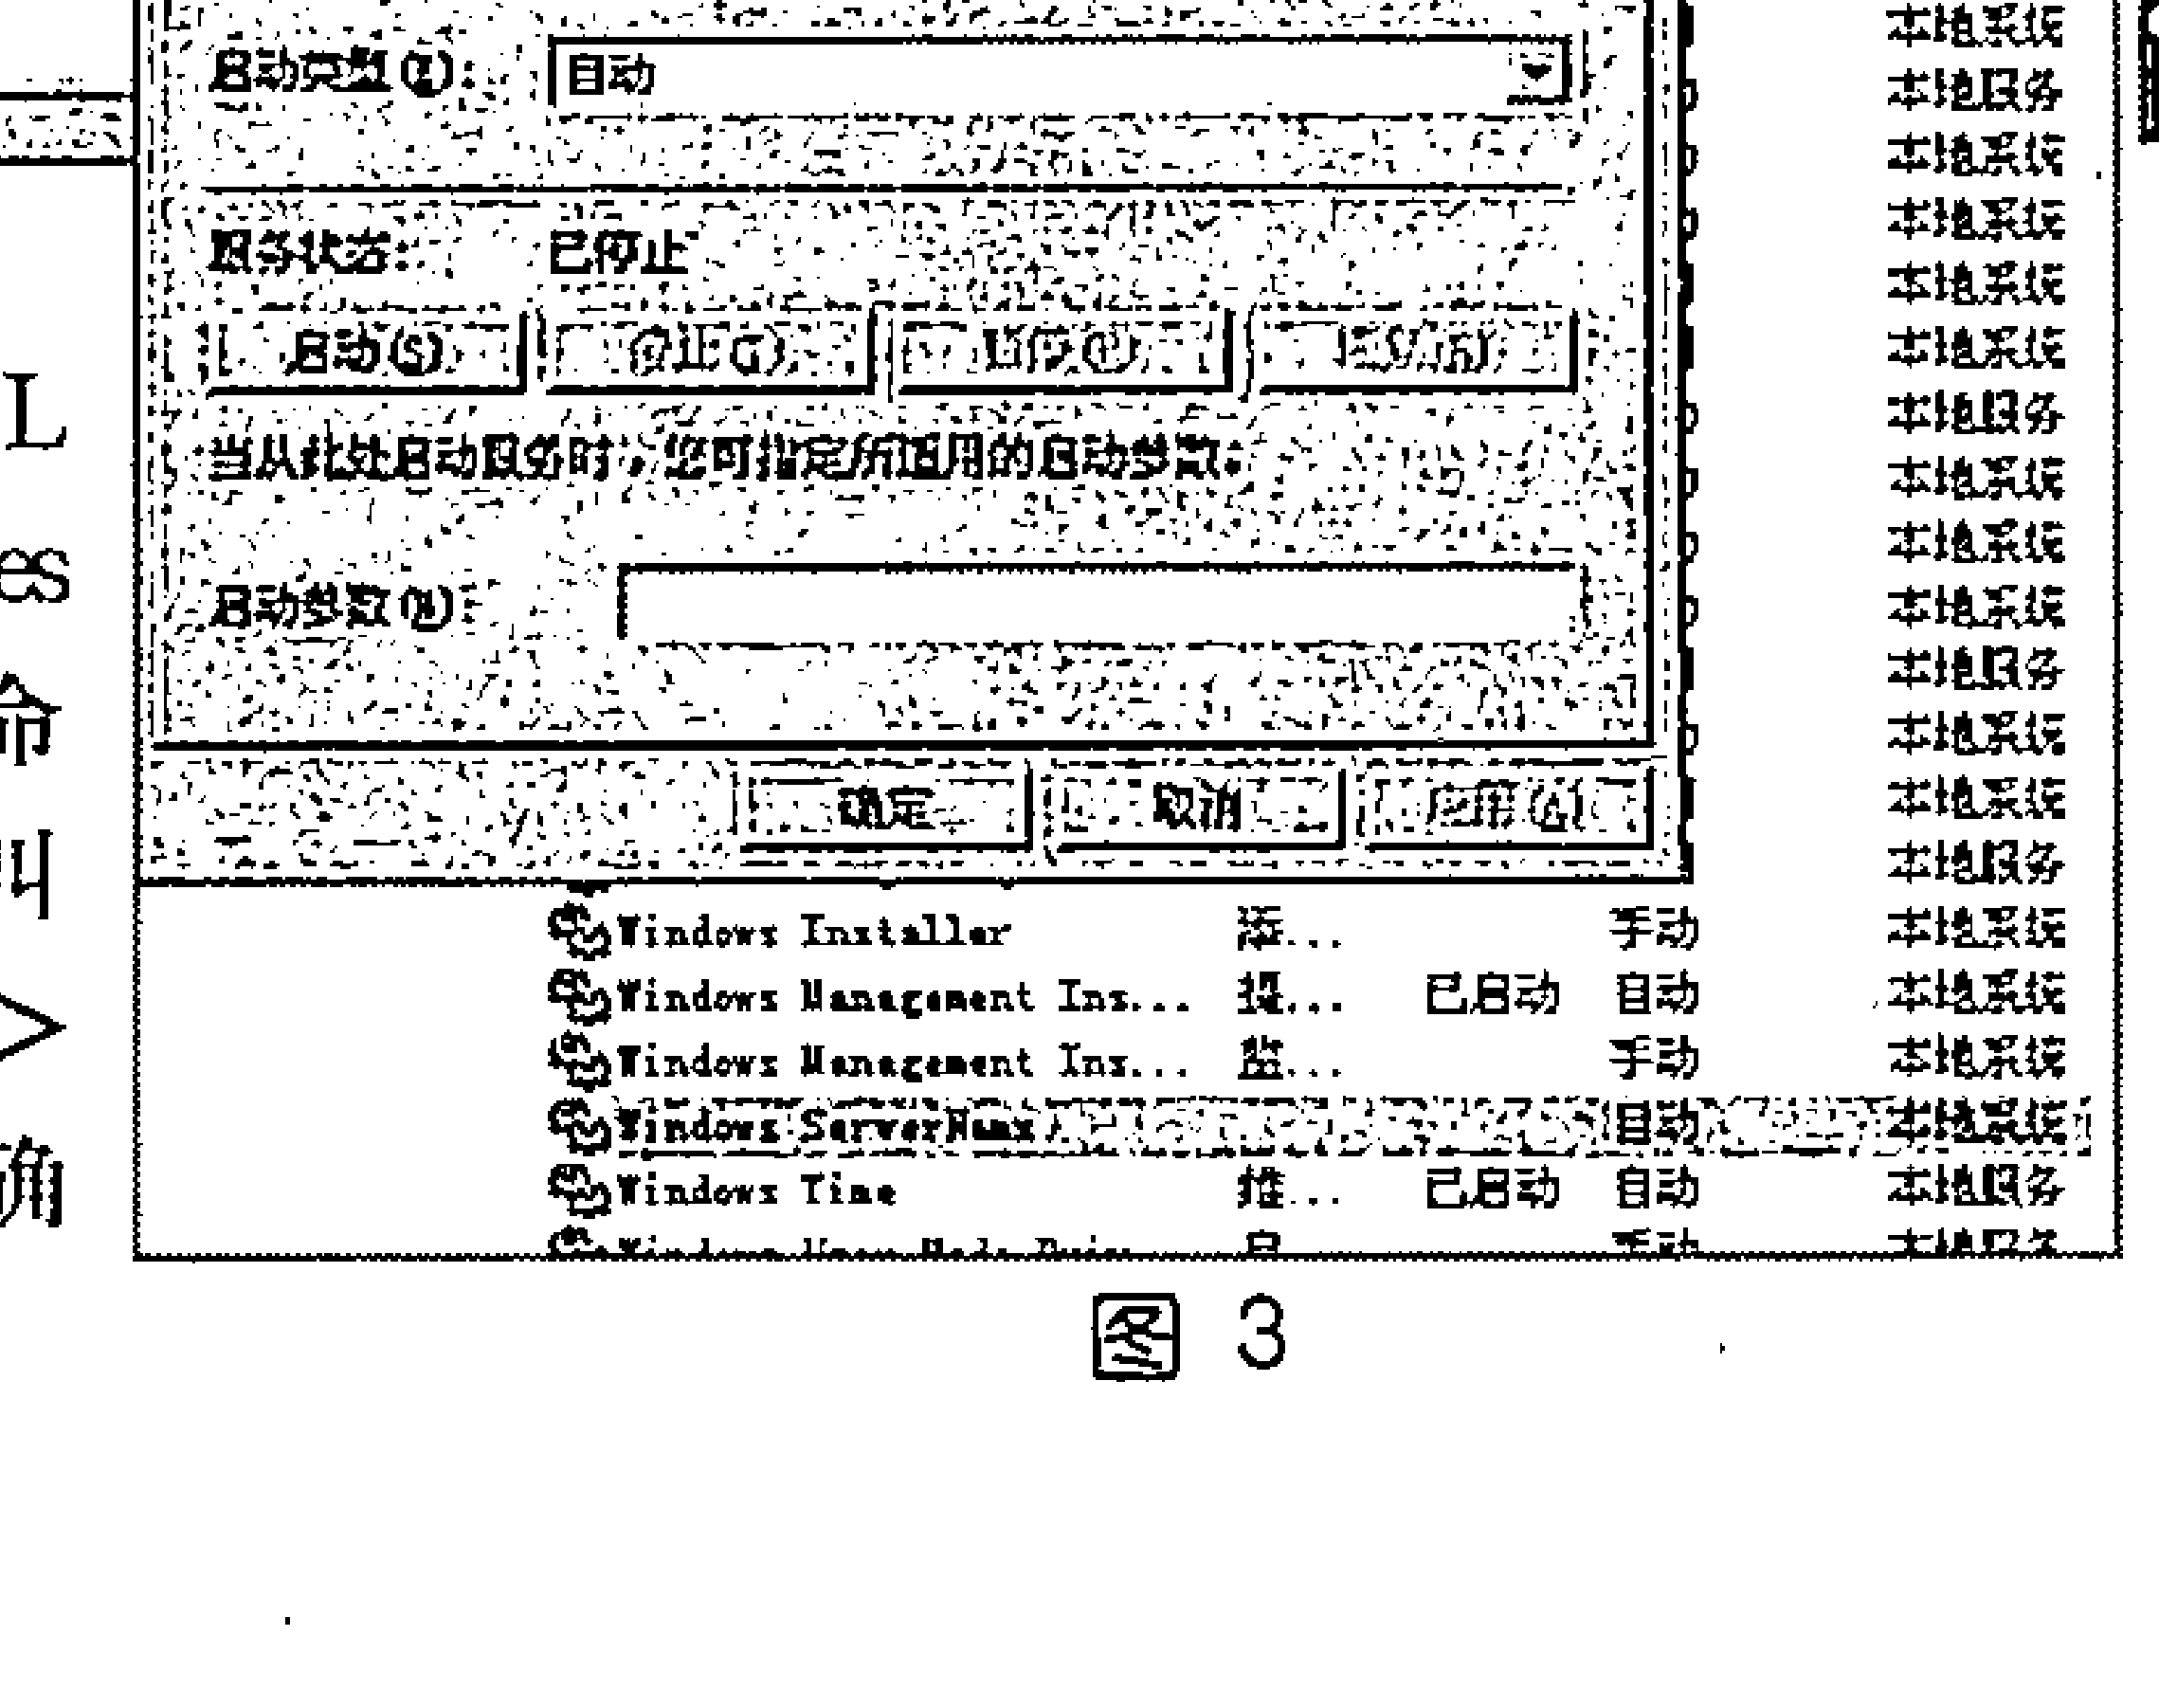 启动类型(E): 自动
服务状态: 已停止
启动(S) 停止(T) 暂停(U) 恢复(R)
当从此处启动服务时,您可指定所适用的启动参数。
启动参数(M):
确定 取消 应用(A)
本地系统
本地服务
本地系统
本地系统
本地系统
本地系统
本地服务
本地系统
本地系统
本地系统
本地服务
本地系统
本地系统
本地服务
Windows Installer 添... 手动 本地系统
Windows Management Ins... 提... 已启动 自动 本地系统
Windows Management Ins... 监... 手动 本地系统
Windows ServerNamx 自动 本地系统
Windows Time 维... 已启动 自动 本地服务
手动 本地服务
图 3
L
es
命
叫
>
确